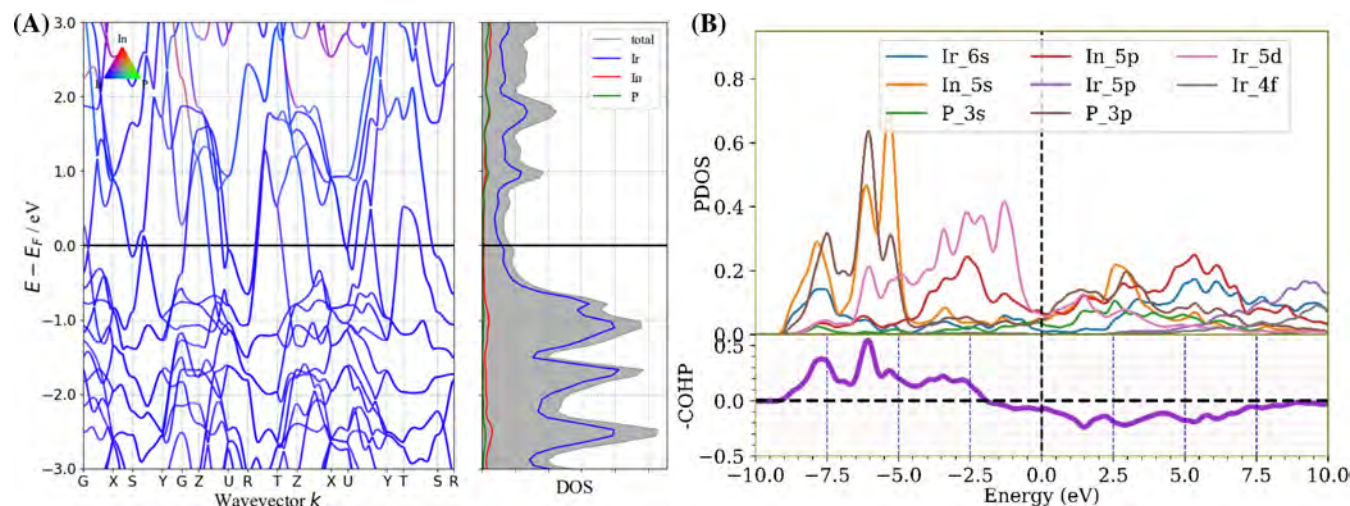 (A)
3.0
2.0
1.0
0.0
−1.0
−2.0
−3.0
E − E_F / eV
In
P
G X S Y G Z U R T Z X U Y T S R
Wavevector k
total
Ir
In
P
DOS
(B)
Ir_6s In_5p Ir_5d
In_5s Ir_5p Ir_4f
P_3s P_3p
0.8
0.6
0.4
0.2
0.0
PDOS
0.5
0.0
−0.5
-COHP
−10.0 −7.5 −5.0 −2.5 0.0 2.5 5.0 7.5 10.0
Energy (eV)